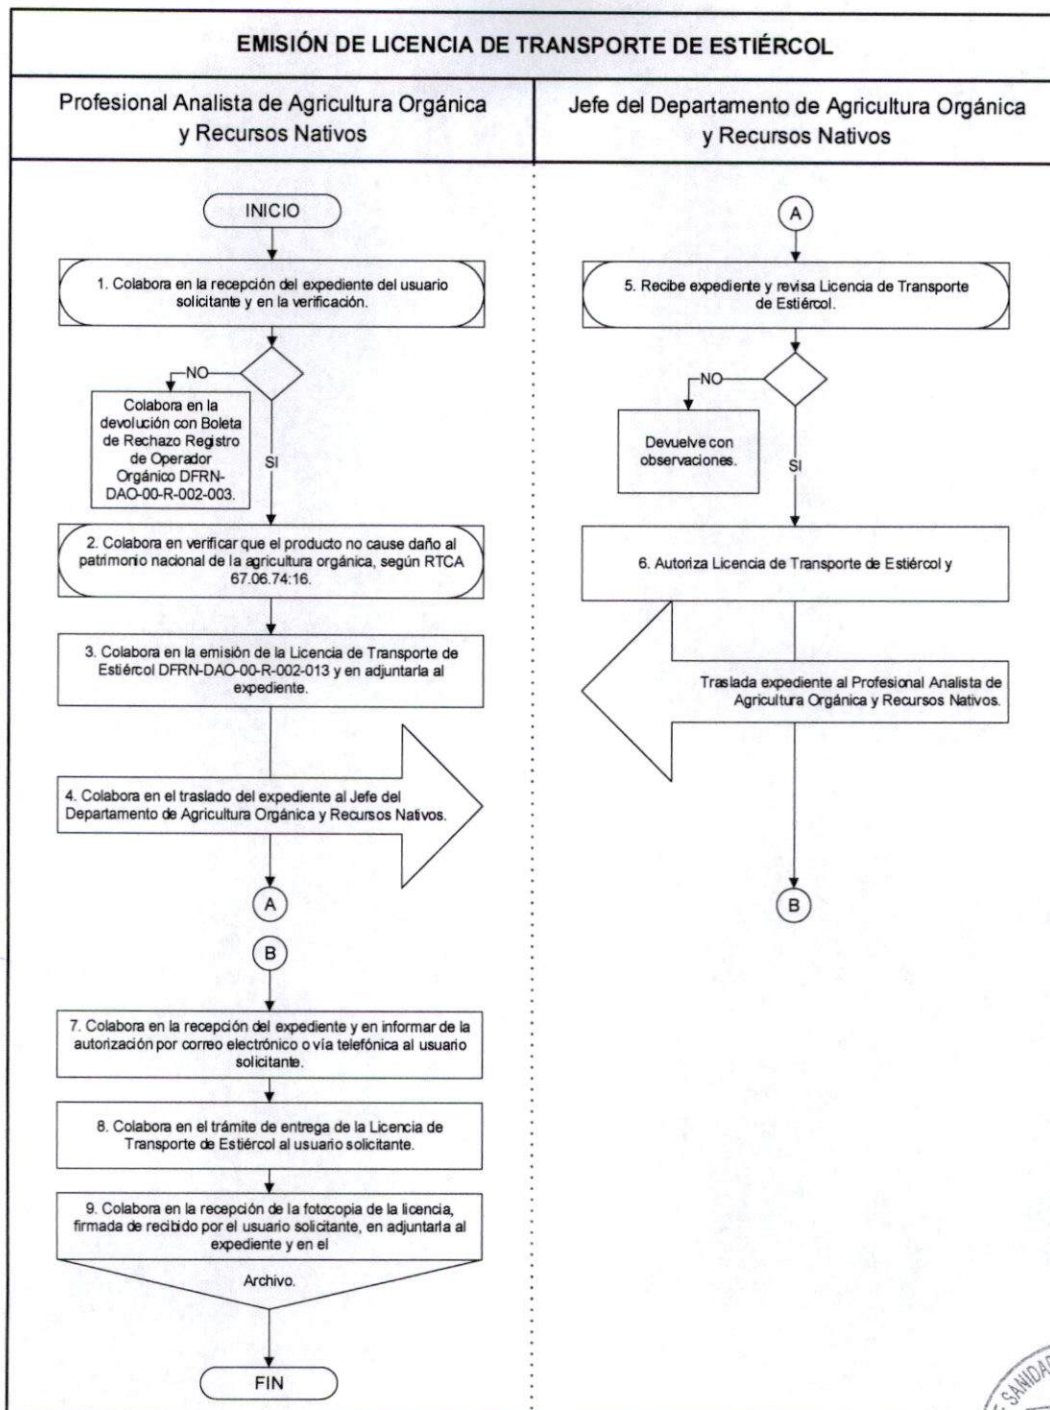 EMISIÓN DE LICENCIA DE TRANSPORTE DE ESTIÉRCOL
Profesional Analista de Agricultura Orgánica
y Recursos Nativos
Jefe del Departamento de Agricultura Orgánica
y Recursos Nativos
INICIO
1. Colabora en la recepción del expediente del usuario
solicitante y en la verificación.
NO
Colabora en la
devolución con Boleta
de Rechazo Registro
de Operador
Orgánico DFRN-
DAO-00-R-002-003.
SI
2. Colabora en verificar que el producto no cause daño al
patrimonio nacional de la agricultura orgánica, según RTCA
67.06.74:16.
3. Colabora en la emisión de la Licencia de Transporte de
Estiércol DFRN-DAO-00-R-002-013 y en adjuntarla al
expediente.
4. Colabora en el traslado del expediente al Jefe del
Departamento de Agricultura Orgánica y Recursos Nativos.
A
A
5. Recibe expediente y revisa Licencia de Transporte
de Estiércol.
NO
Devuelve con
observaciones.
SI
6. Autoriza Licencia de Transporte de Estiércol y
Traslada expediente al Profesional Analista de
Agricultura Orgánica y Recursos Nativos.
B
B
7. Colabora en la recepción del expediente y en informar de la
autorización por correo electrónico o vía telefónica al usuario
solicitante.
8. Colabora en el trámite de entrega de la Licencia de
Transporte de Estiércol al usuario solicitante.
9. Colabora en la recepción de la fotocopia de la licencia,
firmada de recibido por el usuario solicitante, en adjuntarla al
expediente y en el
Archivo.
FIN
SANIDAD